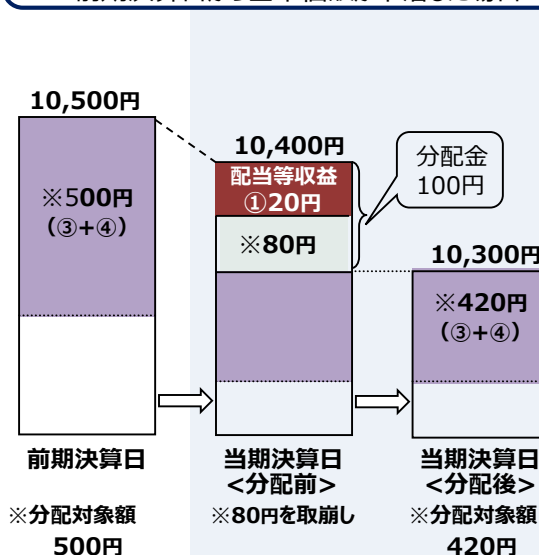 10,500円
※500円
(③+④)
前期決算日
※分配対象額
500円
10,400円
配当等収益
①20円
※80円
分配金
100円
当期決算日
<分配前>
※80円を取崩し
10,300円
※420円
(③+④)
当期決算日
<分配後>
※分配対象額
420円